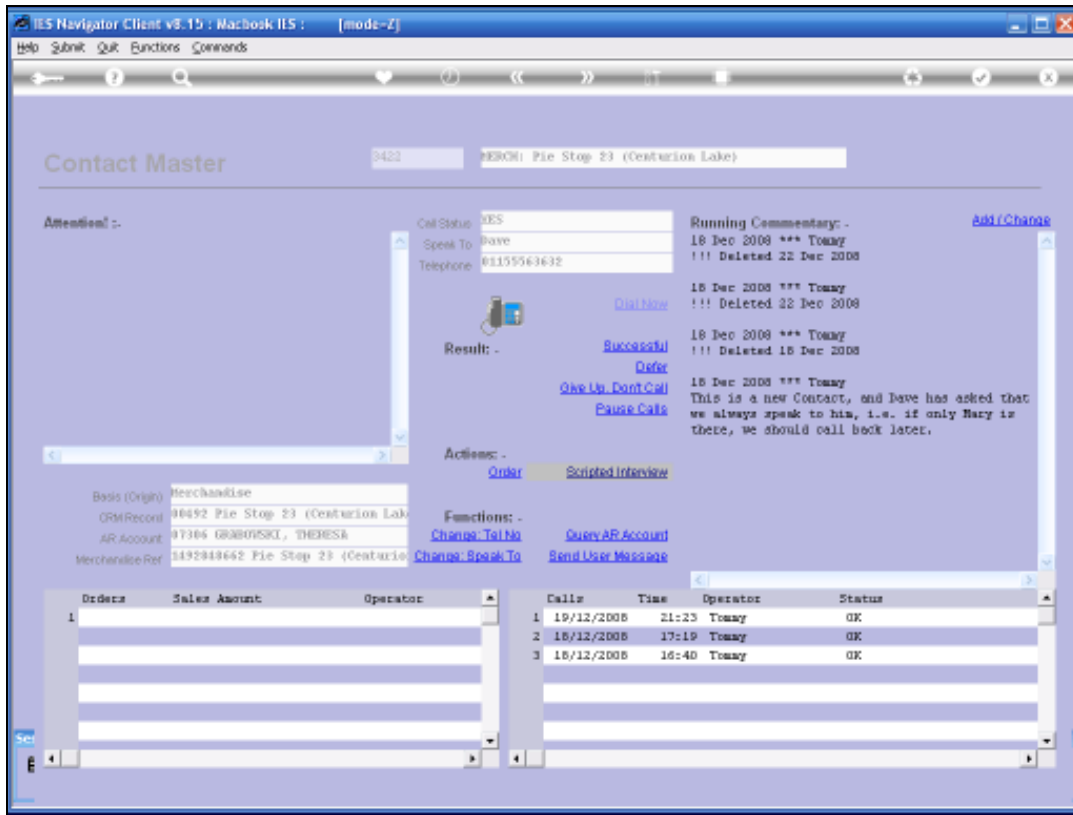 IES Navigator Client v8.15 : Macbook IES : [mode=Z]
Help Submit Quit Functions Commands
Contact Master
3422
MERCH: Pie Stop 23 (Centurion Lake)
Attention! :-
Call Status YES
Speak To Dave
Telephone 01155563632
Dial Now
Result: -
Successful
Defer
Give Up, Don't Call
Pause Calls
Actions: -
Order Scripted Interview
Functions: -
Change: Tel No Query AR Account
Change: Speak To Send User Message
Running Commentary: - Add / Change
18 Dec 2008 *** Tommy
!!! Deleted 22 Dec 2008
18 Dec 2008 *** Tommy
!!! Deleted 22 Dec 2008
18 Dec 2008 *** Tommy
!!! Deleted 18 Dec 2008
18 Dec 2008 *** Tommy
This is a new Contact, and Dave has asked that
we always speak to him, i.e. if only Mary is
there, we should call back later.
Basis (Origin) Merchandise
CRM Record 00492 Pie Stop 23 (Centurion Lak
AR Account 07306 GRABOWSKI, THERESA
Merchandise Ref Pie Stop 23 (Centurio
Orders Sales Amount Operator
1
Calls Time Operator Status
1 19/12/2008 21:23 Tommy OK
2 18/12/2008 17:19 Tommy OK
3 18/12/2008 16:40 Tommy OK